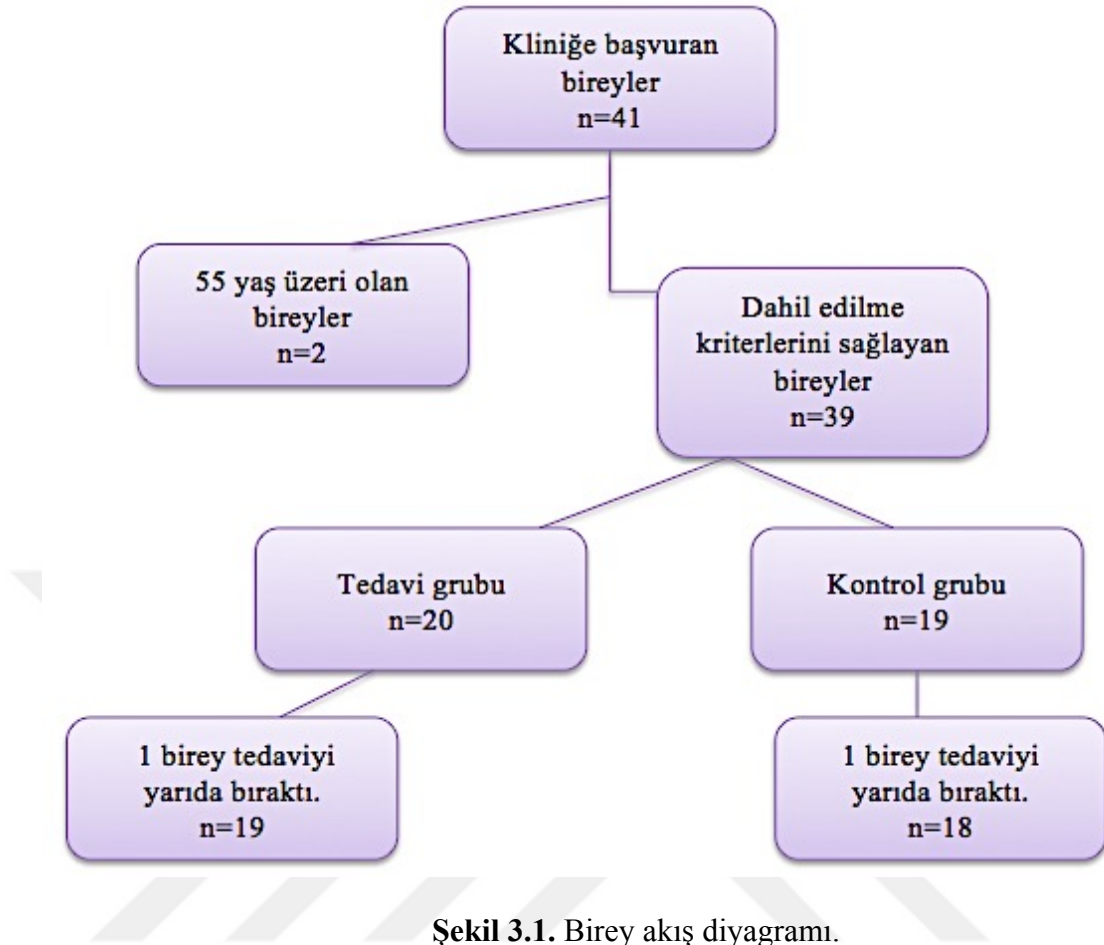 Kliniğe başvuran
bireyler
n=41
55 yaş üzeri olan
bireyler
n=2
Dahil edilme
kriterlerini sağlayan
bireyler
n=39
Tedavi grubu
n=20
Kontrol grubu
n=19
1 birey tedaviyi
yarıda bıraktı.
n=19
1 birey tedaviyi
yarıda bıraktı.
n=18
Şekil 3.1. Birey akış diyagramı.